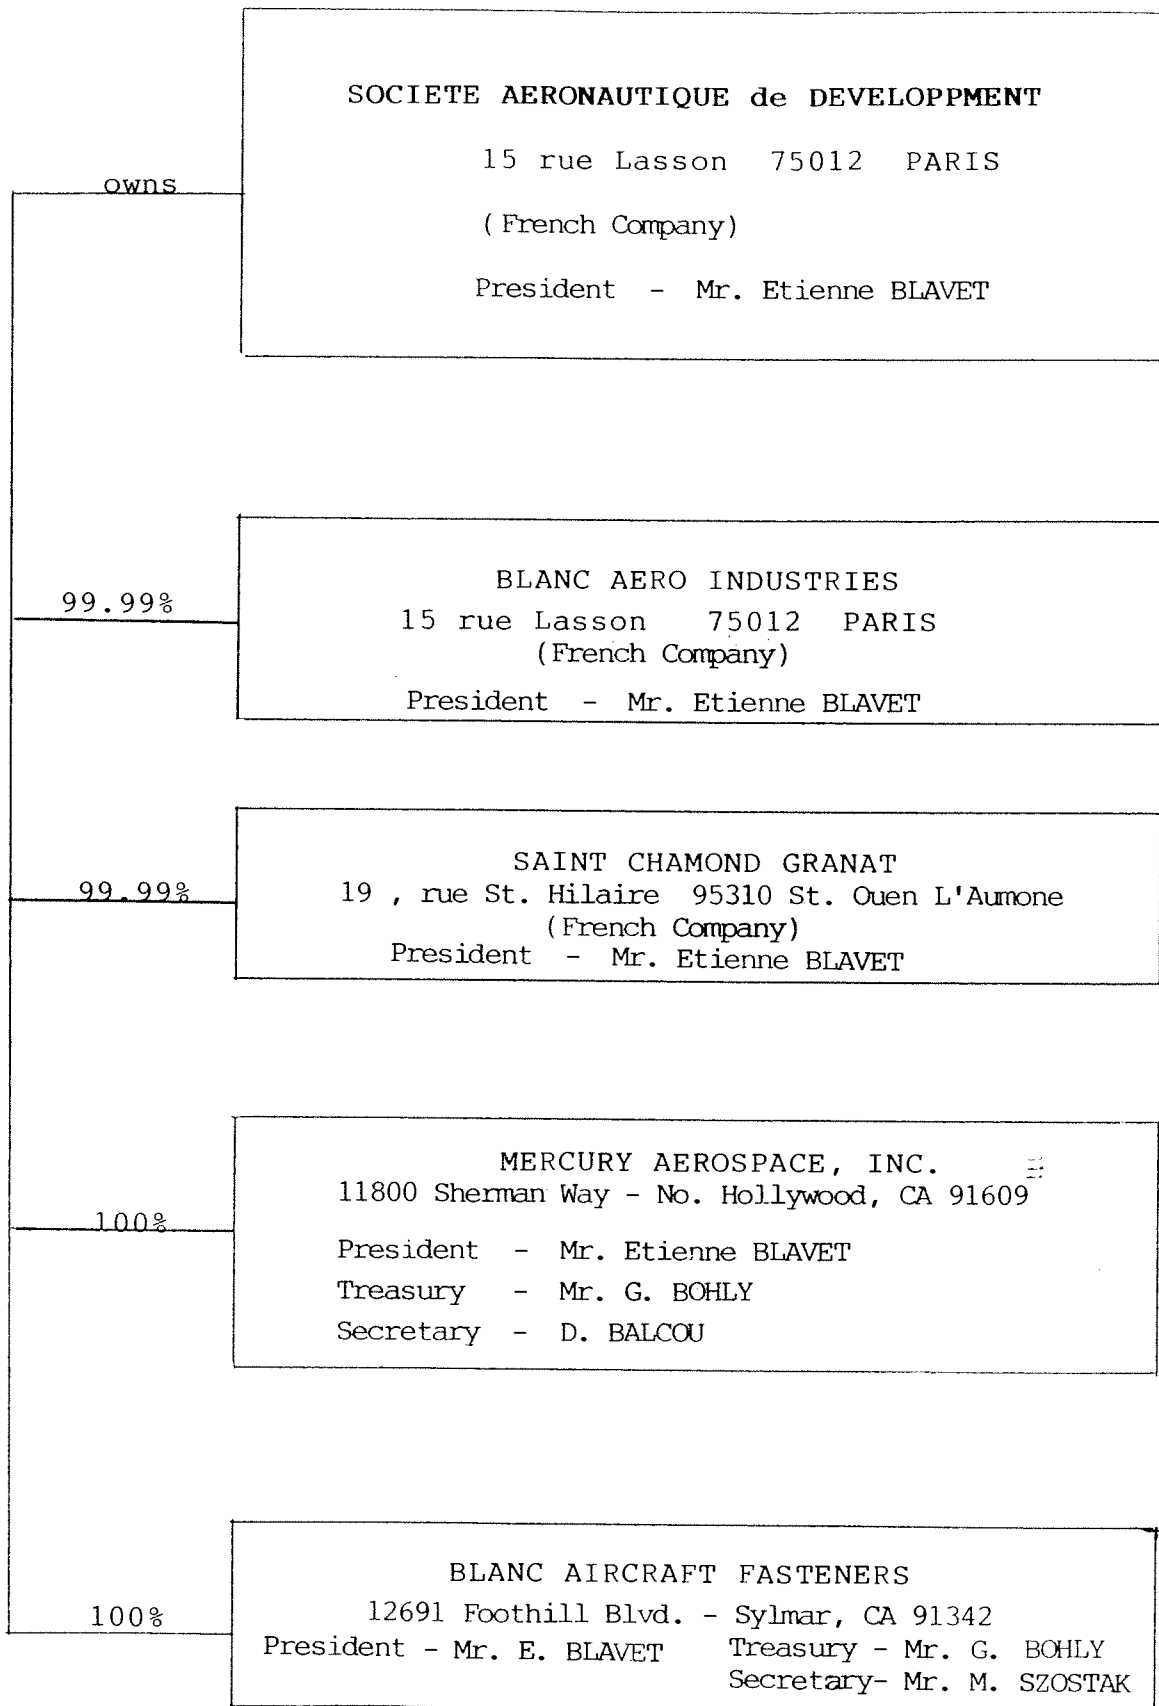 SOCIETE AERONAUTIQUE de DEVELOPPMENT
15 rue Lasson 75012 PARIS
owns
(French Company)
President - Mr. Etienne BLAVET
BLANC AERO INDUSTRIES
99.99%
15 rue Lasson 75012 PARIS
(French Company)
President - Mr. Etienne BLAVET
SAINT CHAMOND GRANAT
99.99%
19 , rue St. Hilaire 95310 St. Ouen L'Aumone
(French Company)
President - Mr. Etienne BLAVET
MERCURY AEROSPACE, INC.
11800 Sherman Way - No. Hollywood, CA 91609
100%
President - Mr. Etienne BLAVET
Treasury - Mr. G. BOHLY
Secretary - D. BALCOU
BLANC AIRCRAFT FASTENERS
100%
12691 Foothill Blvd. - Sylmar, CA 91342
President - Mr. E. BLAVET Treasury - Mr. G. BOHLY
Secretary- Mr. M. SZOSTAK